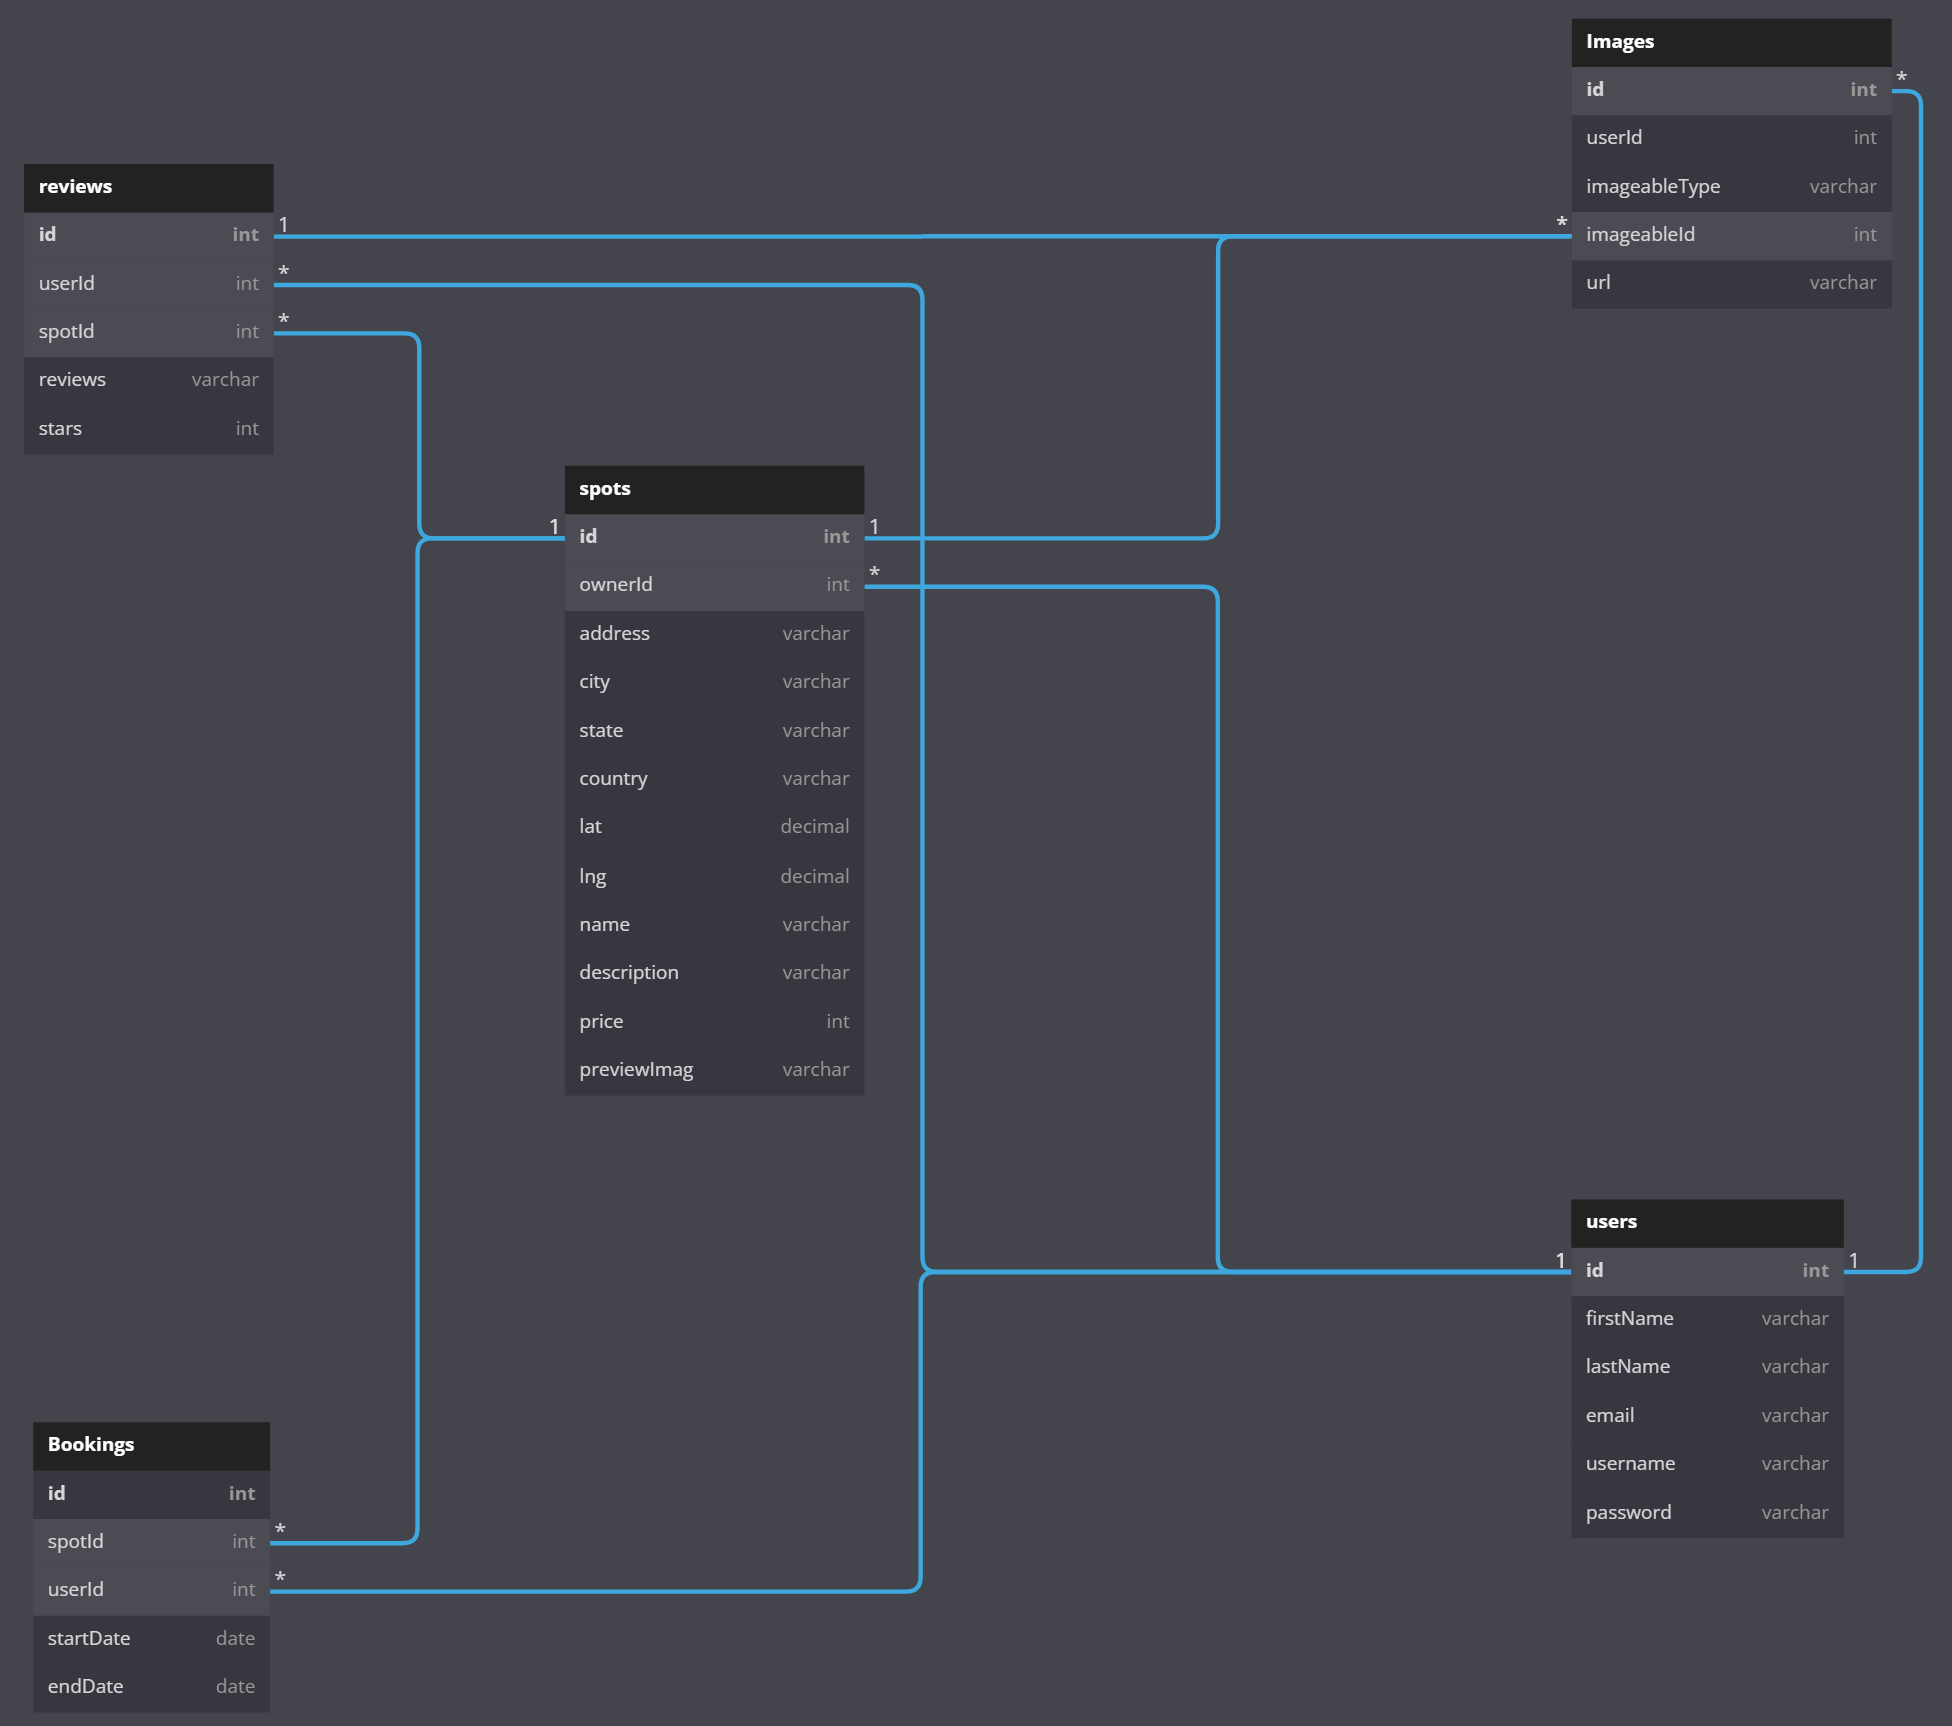 Images
id int *
userId int
imageableType varchar
* imageableId int
url varchar
reviews
id int 1
userId int *
spotId int *
reviews varchar
stars int
spots
1 id int 1
ownerId int *
address varchar
city varchar
state varchar
country varchar
lat decimal
lng decimal
name varchar
description varchar
price int
previewImag varchar
users
1 id int 1
firstName varchar
lastName varchar
email varchar
username varchar
password varchar
Bookings
id int
spotId int *
userId int *
startDate date
endDate date